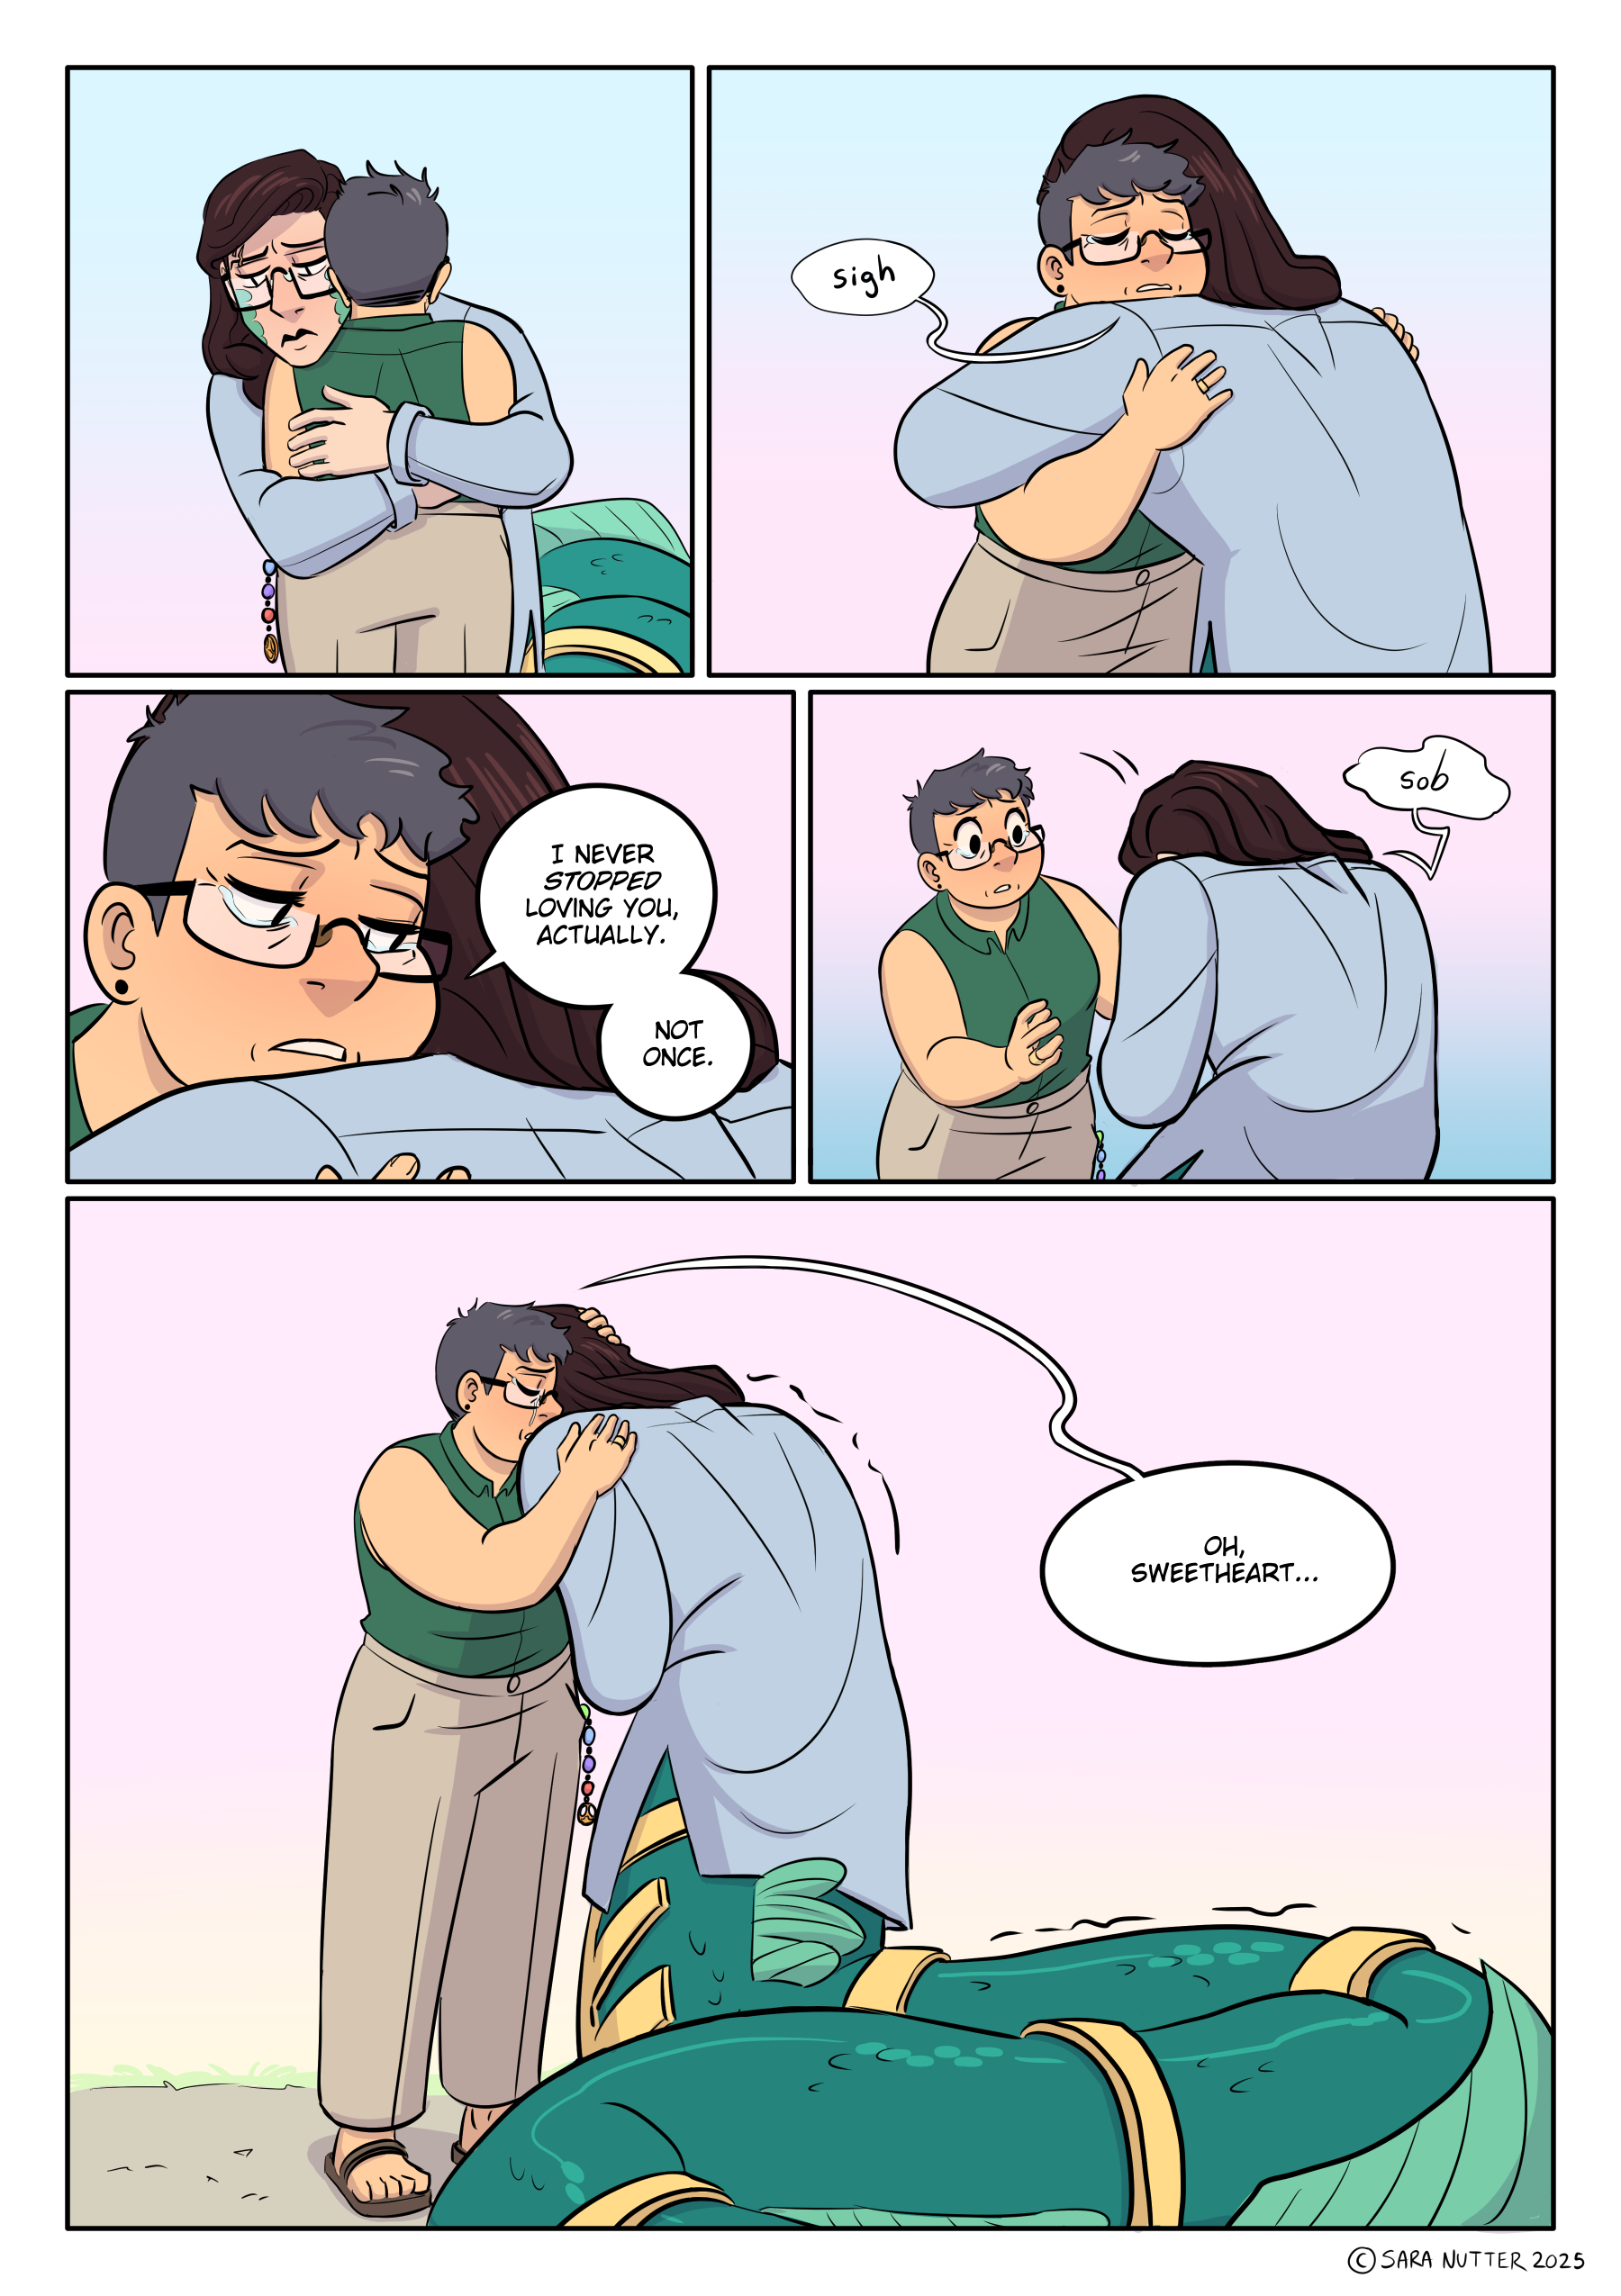 sigh
I NEVER
STOPPED
LOVING YOU,
ACTUALLY.
NOT
ONCE.
sob
OH,
SWEETHEART...
© SARA NUTTER 2025